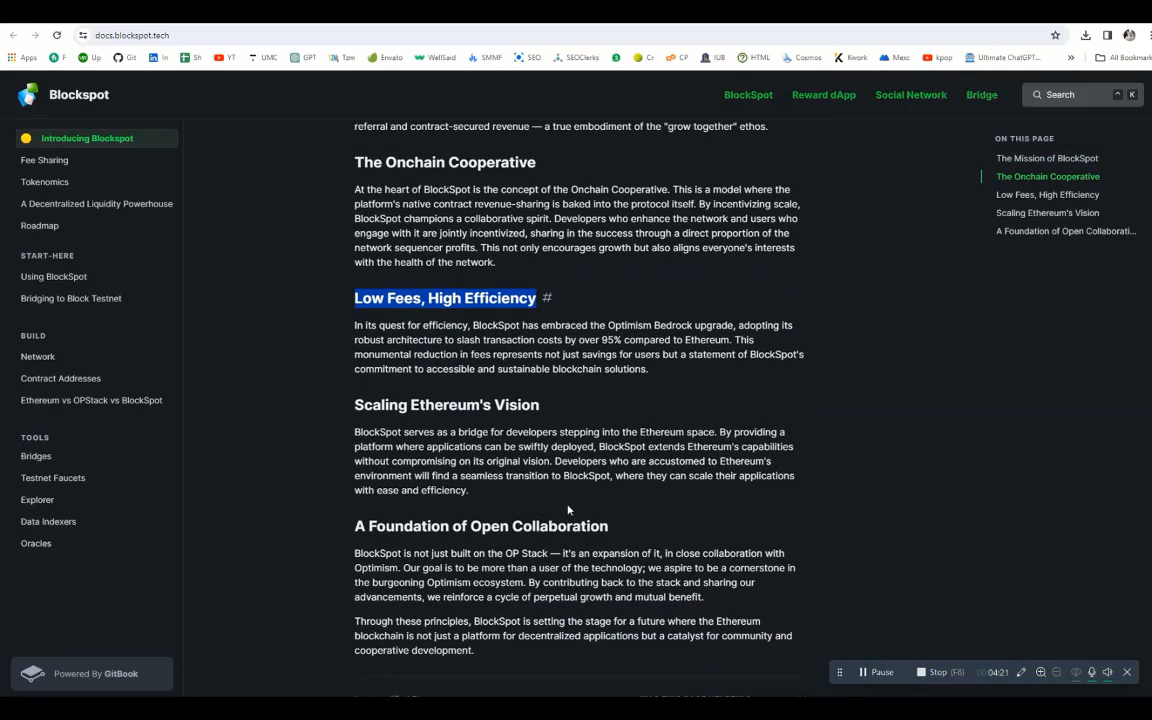 docs.blockspot.tech
Apps F Up Git In Sh YT UMC GPT Tzm Envato WellSaid SMMF SEO SEOClerks Cr CP IUB HTML Cosmos Kwork Mexc kpop Ultimate ChatGPT... » All Bookmark
Blockspot
BlockSpot Reward dApp Social Network Bridge Search ^ K
Introducing Blockspot
Fee Sharing
Tokenomics
A Decentralized Liquidity Powerhouse
Roadmap
START-HERE
Using BlockSpot
Bridging to Block Testnet
BUILD
Network
Contract Addresses
Ethereum vs OPStack vs BlockSpot
TOOLS
Bridges
Testnet Faucets
Explorer
Data Indexers
Oracles
Powered By GitBook
referral and contract-secured revenue — a true embodiment of the "grow together" ethos.
The Onchain Cooperative
At the heart of BlockSpot is the concept of the Onchain Cooperative. This is a model where the
platform's native contract revenue-sharing is baked into the protocol itself. By incentivizing scale,
BlockSpot champions a collaborative spirit. Developers who enhance the network and users who
engage with it are jointly incentivized, sharing in the success through a direct proportion of the
network sequencer profits. This not only encourages growth but also aligns everyone's interests
with the health of the network.
Low Fees, High Efficiency #
In its quest for efficiency, BlockSpot has embraced the Optimism Bedrock upgrade, adopting its
robust architecture to slash transaction costs by over 95% compared to Ethereum. This
monumental reduction in fees represents not just savings for users but a statement of BlockSpot's
commitment to accessible and sustainable blockchain solutions.
Scaling Ethereum's Vision
BlockSpot serves as a bridge for developers stepping into the Ethereum space. By providing a
platform where applications can be swiftly deployed, BlockSpot extends Ethereum's capabilities
without compromising on its original vision. Developers who are accustomed to Ethereum's
environment will find a seamless transition to BlockSpot, where they can scale their applications
with ease and efficiency.
A Foundation of Open Collaboration
BlockSpot is not just built on the OP Stack — it's an expansion of it, in close collaboration with
Optimism. Our goal is to be more than a user of the technology; we aspire to be a cornerstone in
the burgeoning Optimism ecosystem. By contributing back to the stack and sharing our
advancements, we reinforce a cycle of perpetual growth and mutual benefit.
Through these principles, BlockSpot is setting the stage for a future where the Ethereum
blockchain is not just a platform for decentralized applications but a catalyst for community and
cooperative development.
ON THIS PAGE
The Mission of BlockSpot
The Onchain Cooperative
Low Fees, High Efficiency
Scaling Ethereum's Vision
A Foundation of Open Collaborati...
Pause Stop (F8) 00:04:21